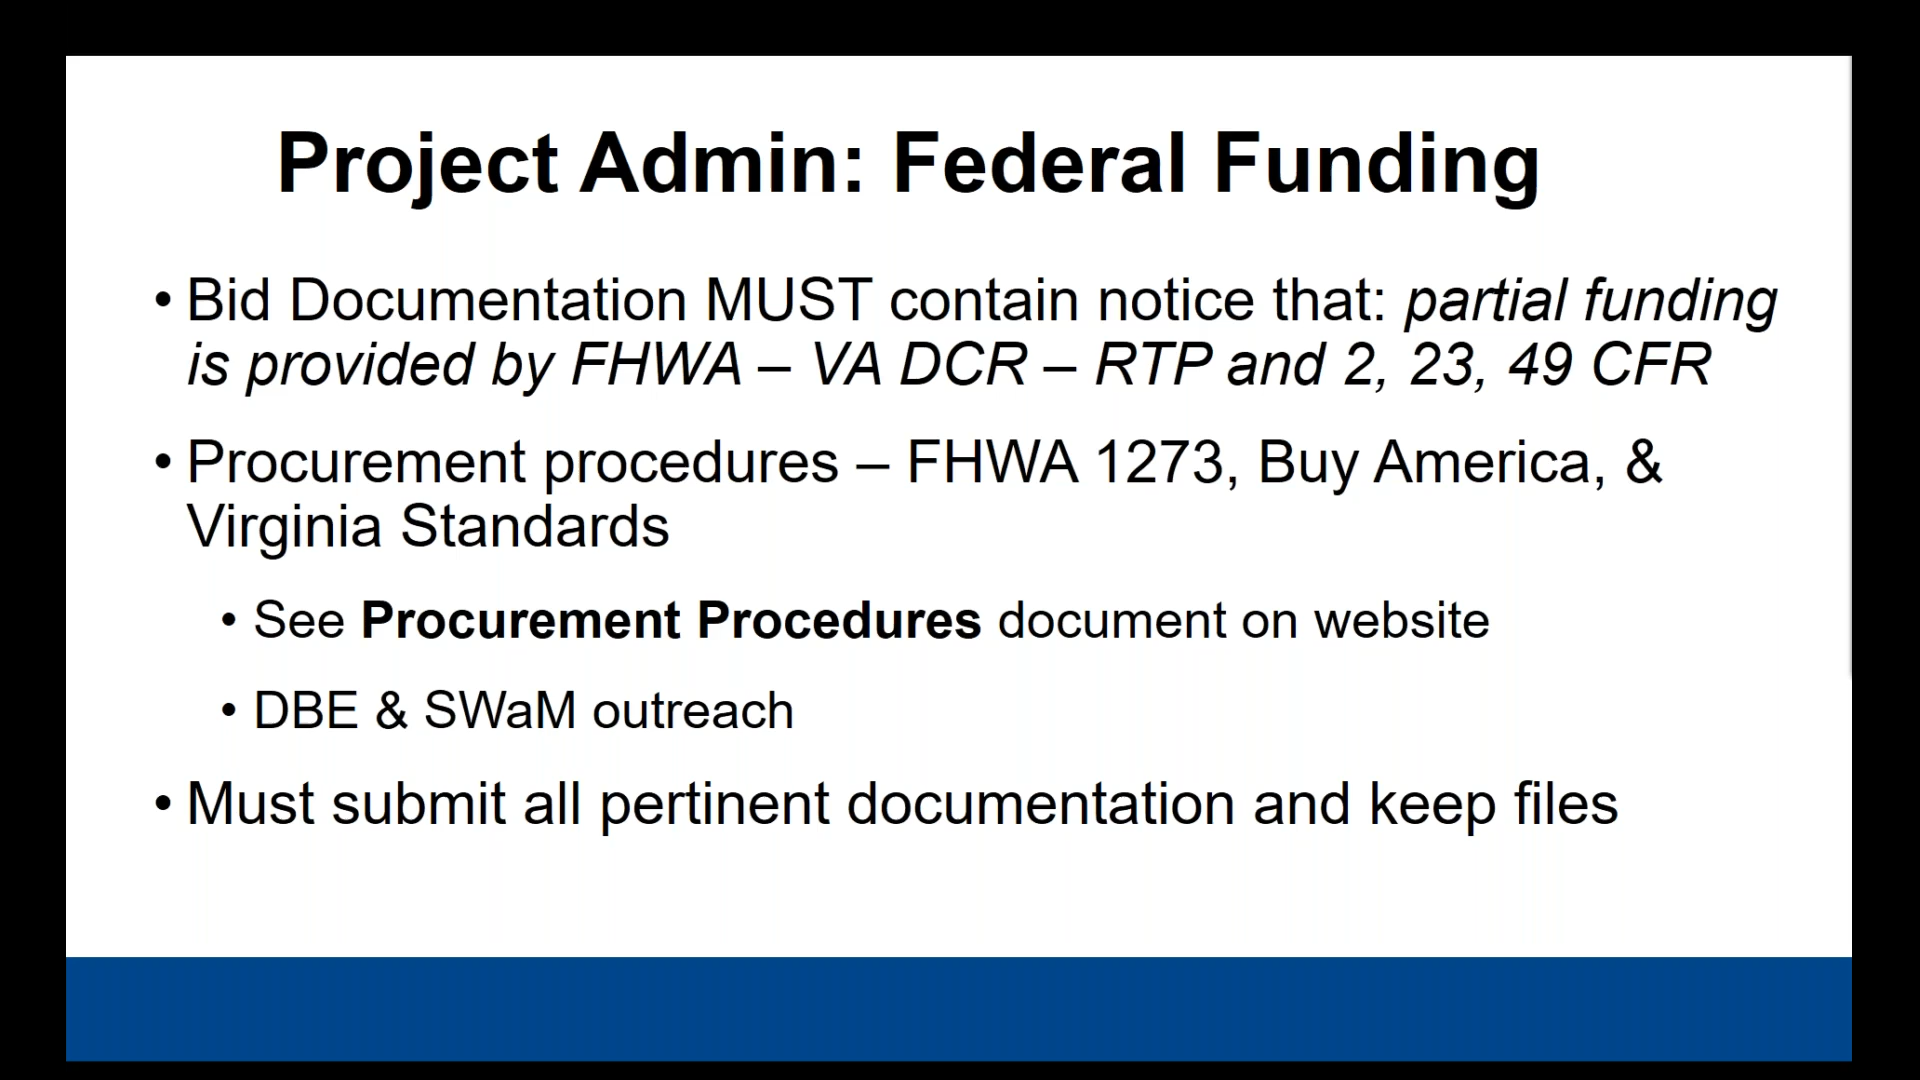 Project Admin: Federal Funding
• Bid Documentation MUST contain notice that: partial funding
is provided by FHWA – VA DCR – RTP and 2, 23, 49 CFR
• Procurement procedures – FHWA 1273, Buy America, &
Virginia Standards
• See Procurement Procedures document on website
• DBE & SWaM outreach
• Must submit all pertinent documentation and keep files